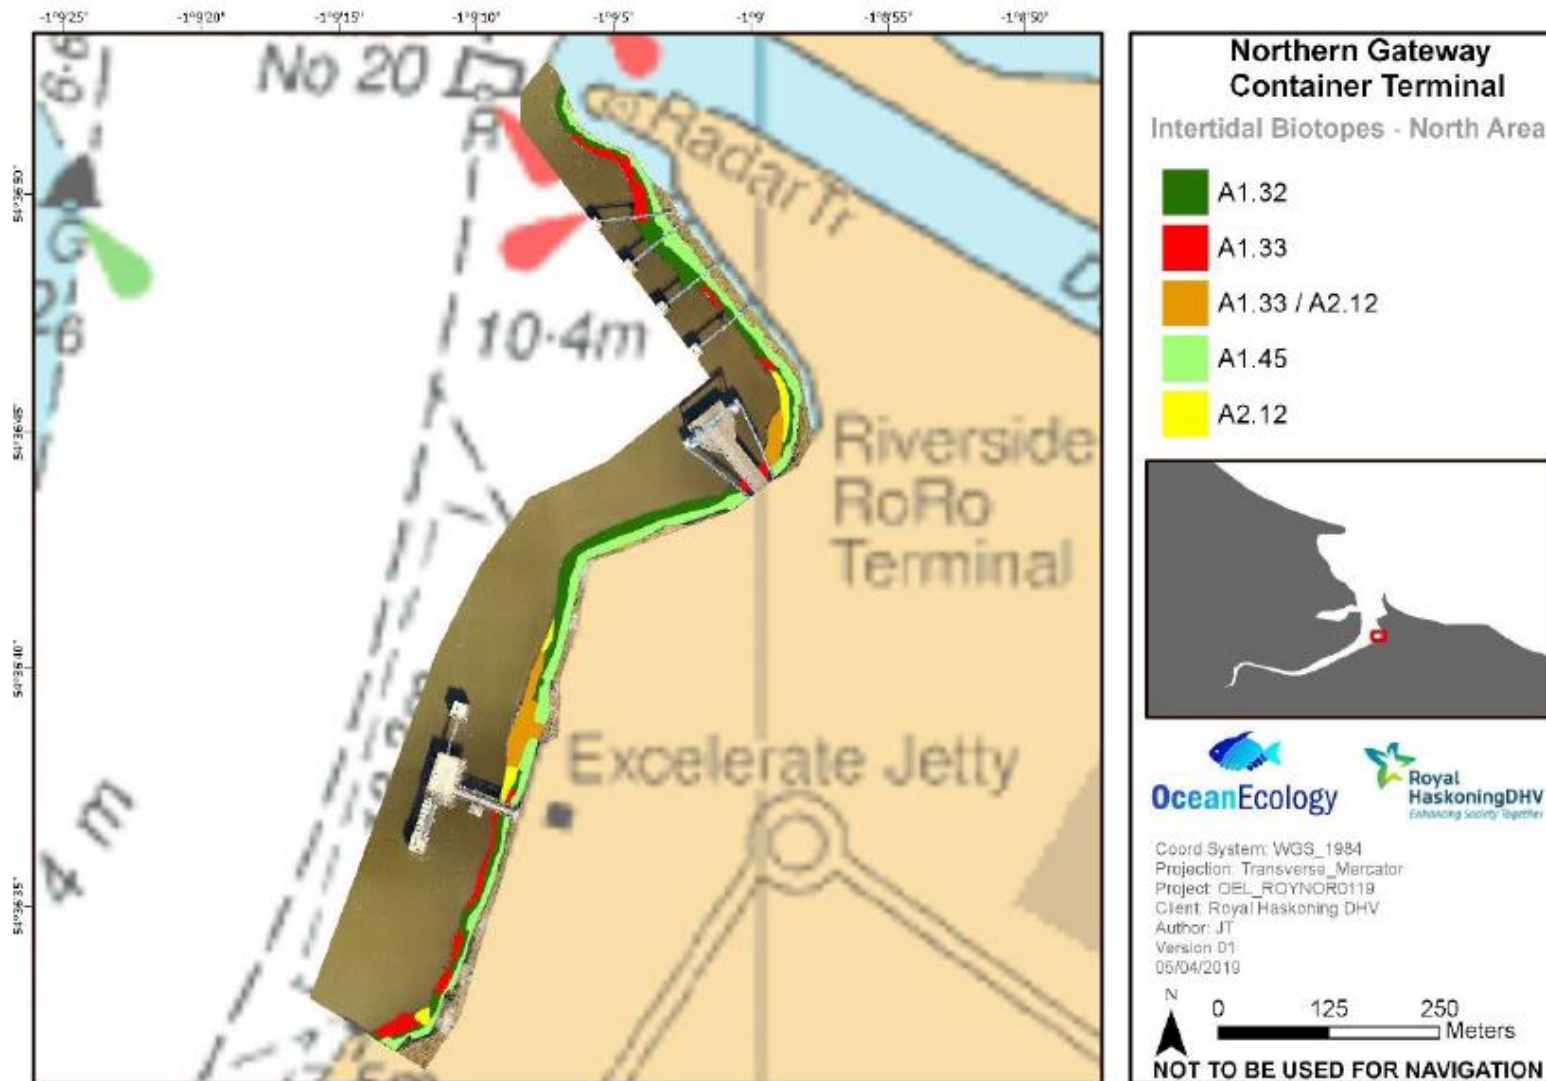 -1°9'25"
-1°9'20"
-1°9'15"
-1°9'10"
-1°9'5"
-1°9'
-1°8'55"
-1°8'50"
54°36'50"
54°36'45"
54°36'40"
54°36'35"
No 20
R
Radar Tr
G
10·4m
Riverside
RoRo
Terminal
Excelerate Jetty
4 m
Northern Gateway
Container Terminal
Intertidal Biotopes - North Area
A1.32
A1.33
A1.33 / A2.12
A1.45
A2.12
OceanEcology
Royal
HaskoningDHV
Enhancing Society Together
Coord System: WGS_1984
Projection: Transverse_Mercator
Project: OEL_ROYNOR0119
Client: Royal Haskoning DHV
Author: JT
Version 01
05/04/2019
N
0 125 250
Meters
NOT TO BE USED FOR NAVIGATION